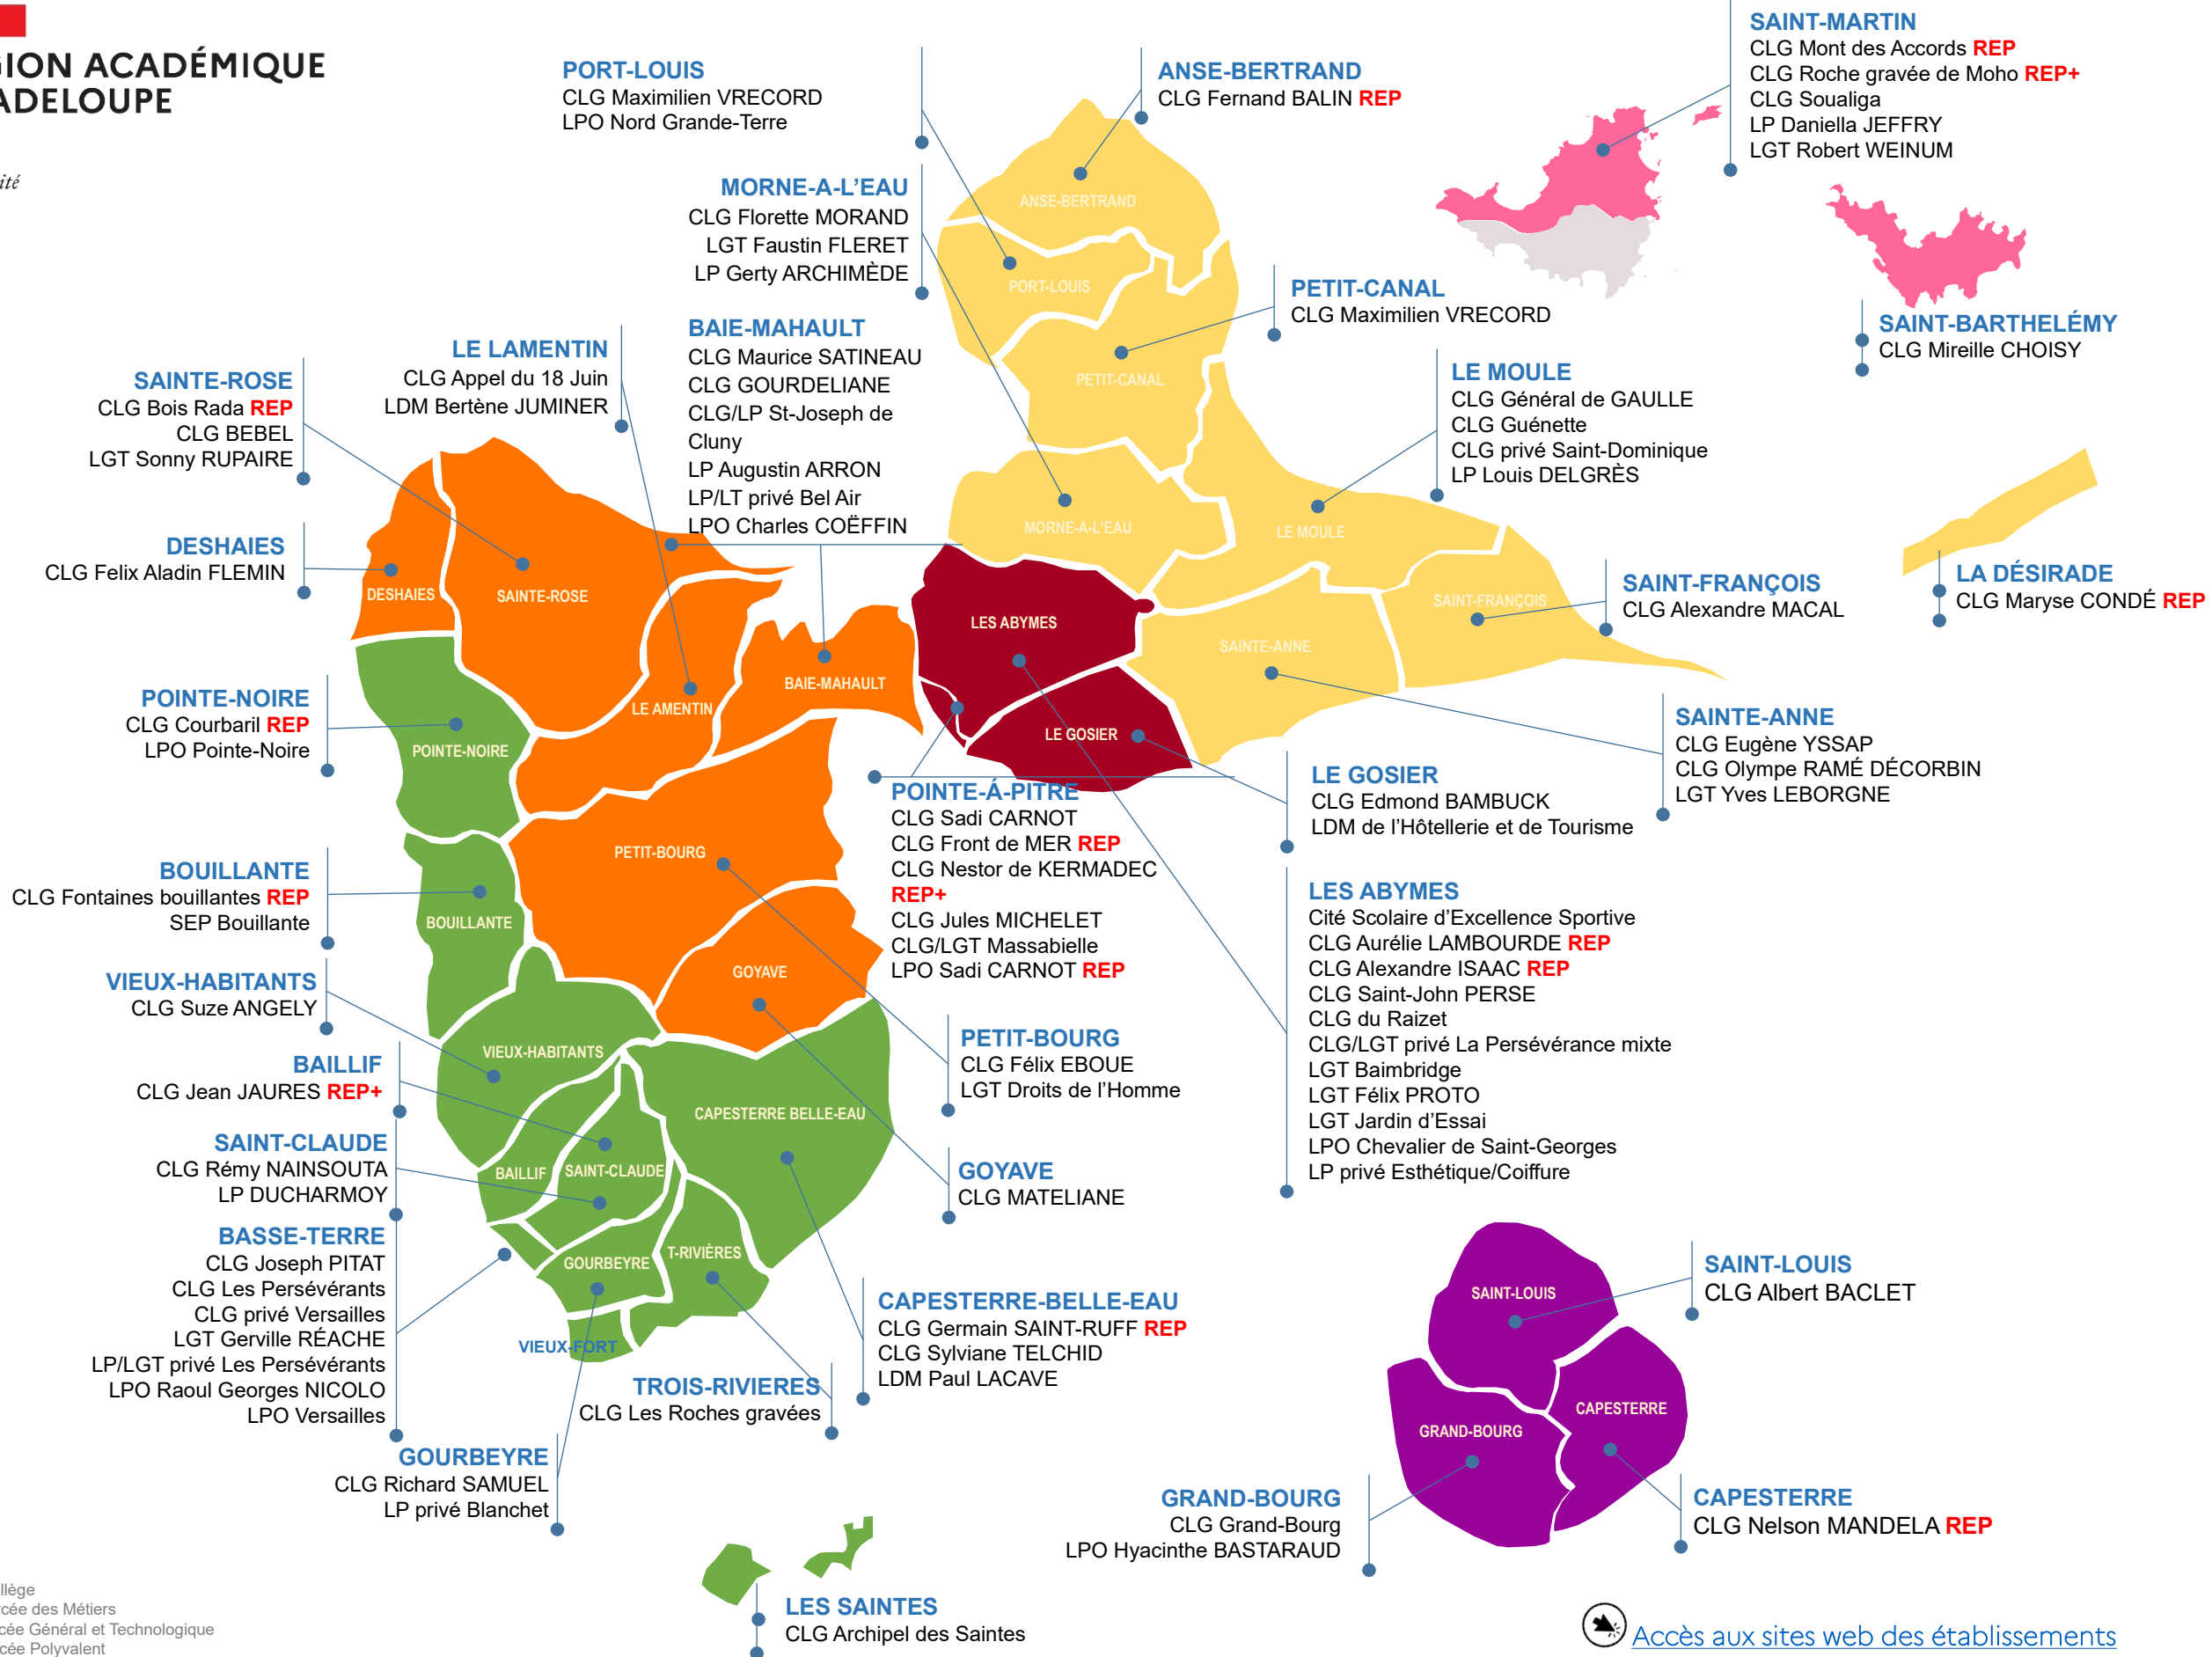 ION ACADÉMIQUE
ADELOUPE
ité
PORT-LOUIS
CLG Maximilien VRECORD
LPO Nord Grande-Terre
ANSE-BERTRAND
CLG Fernand BALIN REP
SAINT-MARTIN
CLG Mont des Accords REP
CLG Roche gravée de Moho REP+
CLG Soualiga
LP Daniella JEFFRY
LGT Robert WEINUM
MORNE-A-L'EAU
CLG Florette MORAND
LGT Faustin FLERET
LP Gerty ARCHIMÈDE
PETIT-CANAL
CLG Maximilien VRECORD
SAINT-BARTHELÉMY
CLG Mireille CHOISY
BAIE-MAHAULT
CLG Maurice SATINEAU
CLG GOURDELIANE
CLG/LP St-Joseph de
Cluny
LP Augustin ARRON
LP/LT privé Bel Air
LPO Charles COËFFIN
LE LAMENTIN
CLG Appel du 18 Juin
LDM Bertène JUMINER
SAINTE-ROSE
CLG Bois Rada REP
CLG BEBEL
LGT Sonny RUPAIRE
LE MOULE
CLG Général de GAULLE
CLG Guénette
CLG privé Saint-Dominique
LP Louis DELGRÈS
DESHAIES
CLG Felix Aladin FLEMIN
SAINT-FRANÇOIS
CLG Alexandre MACAL
LA DÉSIRADE
CLG Maryse CONDÉ REP
POINTE-NOIRE
CLG Courbaril REP
LPO Pointe-Noire
SAINTE-ANNE
CLG Eugène YSSAP
CLG Olympe RAMÉ DÉCORBIN
LGT Yves LEBORGNE
LE GOSIER
CLG Edmond BAMBUCK
LDM de l'Hôtellerie et de Tourisme
POINTE-Á-PITRE
CLG Sadi CARNOT
CLG Front de MER REP
CLG Nestor de KERMADEC
REP+
CLG Jules MICHELET
CLG/LGT Massabielle
LPO Sadi CARNOT REP
BOUILLANTE
CLG Fontaines bouillantes REP
SEP Bouillante
LES ABYMES
Cité Scolaire d'Excellence Sportive
CLG Aurélie LAMBOURDE REP
CLG Alexandre ISAAC REP
CLG Saint-John PERSE
CLG du Raizet
CLG/LGT privé La Persévérance mixte
LGT Baimbridge
LGT Félix PROTO
LGT Jardin d'Essai
LPO Chevalier de Saint-Georges
LP privé Esthétique/Coiffure
VIEUX-HABITANTS
CLG Suze ANGELY
PETIT-BOURG
CLG Félix EBOUE
LGT Droits de l'Homme
BAILLIF
CLG Jean JAURES REP+
SAINT-CLAUDE
CLG Rémy NAINSOUTA
LP DUCHARMOY
GOYAVE
CLG MATELIANE
BASSE-TERRE
CLG Joseph PITAT
CLG Les Persévérants
CLG privé Versailles
LGT Gerville RÉACHE
LP/LGT privé Les Persévérants
LPO Raoul Georges NICOLO
LPO Versailles
CAPESTERRE-BELLE-EAU
CLG Germain SAINT-RUFF REP
CLG Sylviane TELCHID
LDM Paul LACAVE
TROIS-RIVIERES
CLG Les Roches gravées
GOURBEYRE
CLG Richard SAMUEL
LP privé Blanchet
SAINT-LOUIS
CLG Albert BACLET
GRAND-BOURG
CLG Grand-Bourg
LPO Hyacinthe BASTARAUD
CAPESTERRE
CLG Nelson MANDELA REP
LES SAINTES
CLG Archipel des Saintes
ANSE-BERTRAND
PORT-LOUIS
PETIT-CANAL
MORNE-A-L'EAU
LE MOULE
SAINT-FRANÇOIS
SAINTE-ANNE
LES ABYMES
LE GOSIER
DESHAIES
SAINTE-ROSE
LE AMENTIN
BAIE-MAHAULT
POINTE-NOIRE
PETIT-BOURG
BOUILLANTE
GOYAVE
VIEUX-HABITANTS
CAPESTERRE BELLE-EAU
BAILLIF
SAINT-CLAUDE
GOURBEYRE
T-RIVIÈRES
VIEUX-FORT
SAINT-LOUIS
CAPESTERRE
GRAND-BOURG
llège
cée des Métiers
cée Général et Technologique
cée Polyvalent
Accès aux sites web des établissements